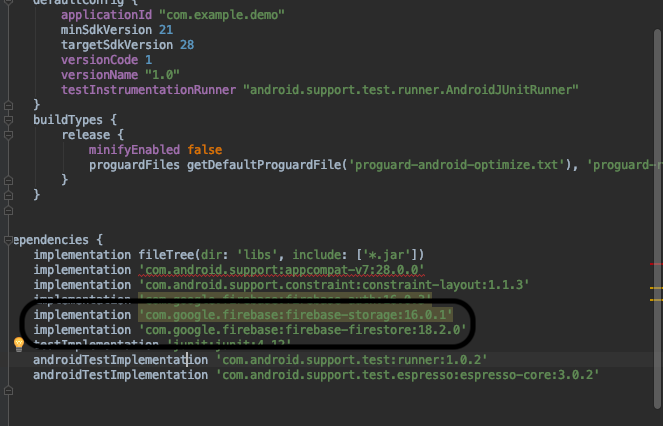 defaultConfig {
applicationId "com.example.demo"
minSdkVersion 21
targetSdkVersion 28
versionCode 1
versionName "1.0"
testInstrumentationRunner "android.support.test.runner.AndroidJUnitRunner"
}
buildTypes {
release {
minifyEnabled false
proguardFiles getDefaultProguardFile('proguard-android-optimize.txt'), 'proguard-r
}
}
ependencies {
implementation fileTree(dir: 'libs', include: ['*.jar'])
implementation 'com.android.support:appcompat-v7:28.0.0'
implementation 'com.android.support.constraint:constraint-layout:1.1.3'
implementation
implementation 'com.google.firebase:firebase-storage:16.0.1'
implementation 'com.google.firebase:firebase-firestore:18.2.0'
testImplementation 'junit:junit:4.12'
androidTestImplementation 'com.android.support.test:runner:1.0.2'
androidTestImplementation 'com.android.support.test.espresso:espresso-core:3.0.2'